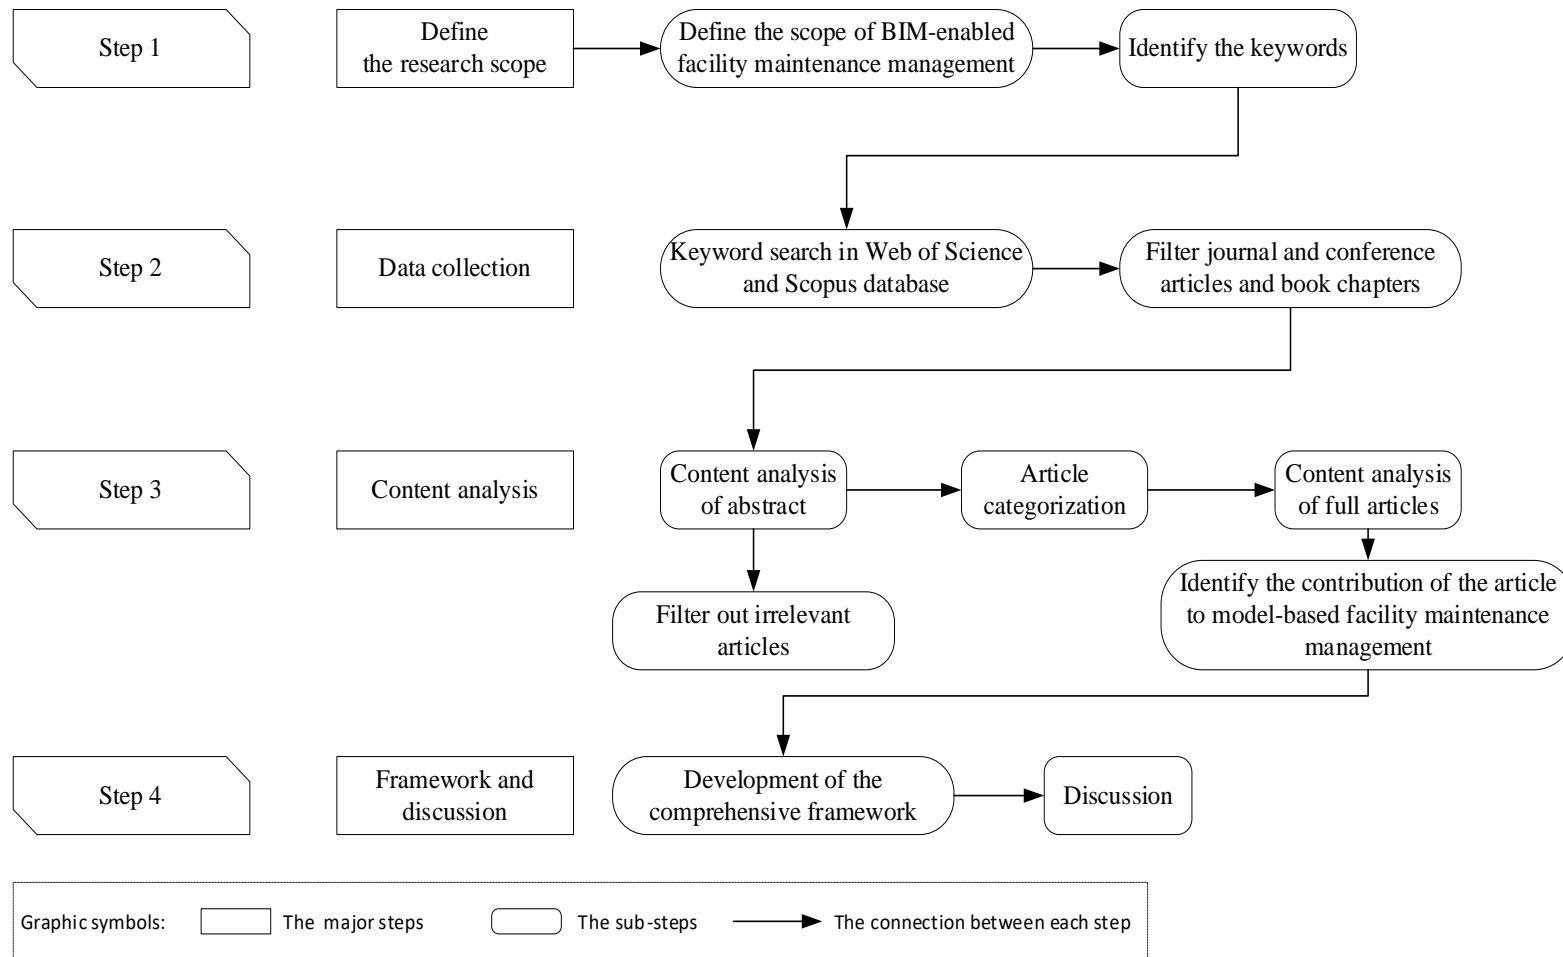 Step 1
Define
the research scope
Define the scope of BIM-enabled
facility maintenance management
Identify the keywords
Step 2
Data collection
Keyword search in Web of Science
and Scopus database
Filter journal and conference
articles and book chapters
Step 3
Content analysis
Content analysis
of abstract
Article
categorization
Content analysis
of full articles
Filter out irrelevant
articles
Identify the contribution of the article
to model-based facility maintenance
management
Step 4
Framework and
discussion
Development of the
comprehensive framework
Discussion
Graphic symbols:
The major steps
The sub-steps
The connection between each step